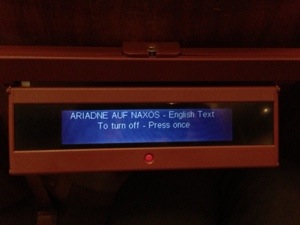 ARIADNE AUF NAXOS - English Text
To turn off - Press once